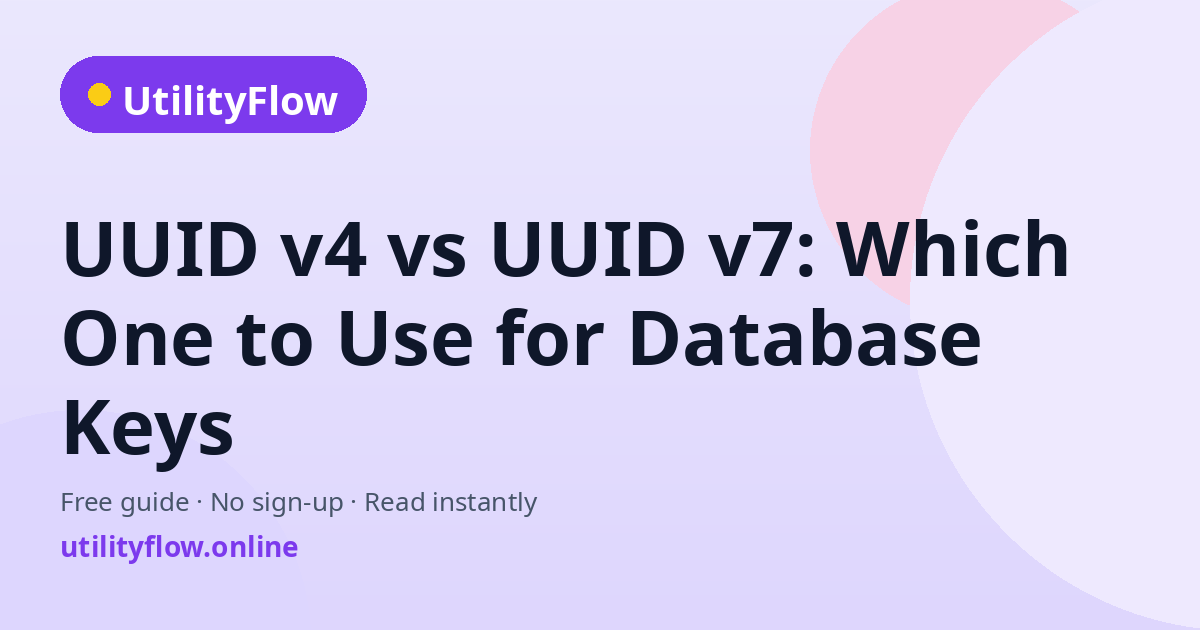 UtilityFlow
UUID v4 vs UUID v7: Which
One to Use for Database
Keys
Free guide · No sign-up · Read instantly
utilityflow.online